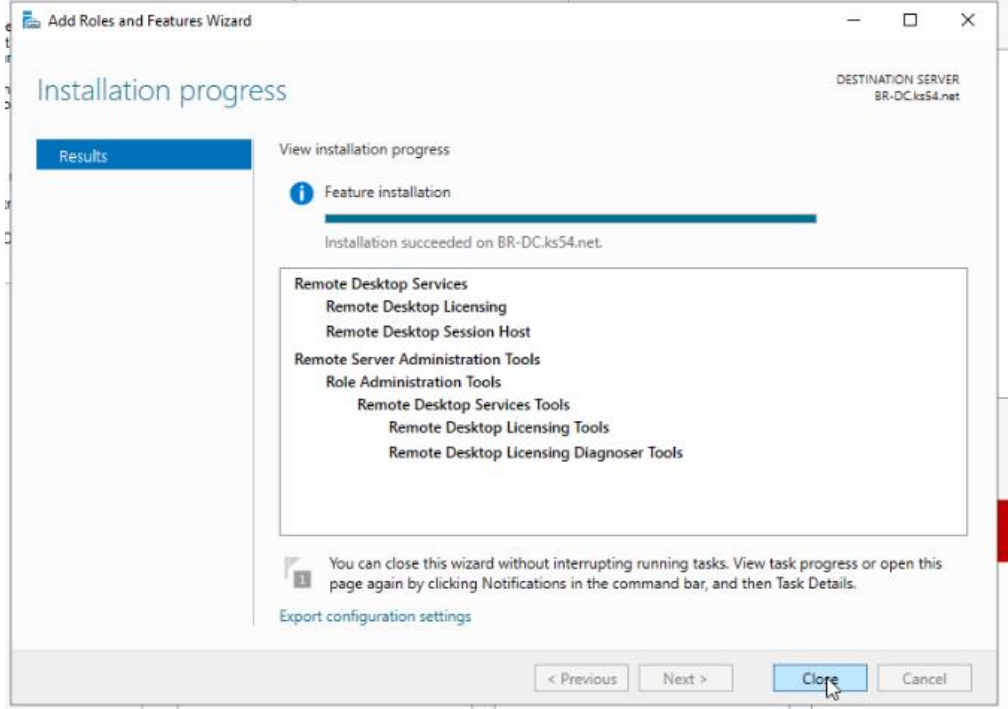 Add Roles and Features Wizard
Installation progress
DESTINATION SERVER
BR-DC.ks54.net
Results
View installation progress
Feature installation
Installation succeeded on BR-DC.ks54.net.
Remote Desktop Services
Remote Desktop Licensing
Remote Desktop Session Host
Remote Server Administration Tools
Role Administration Tools
Remote Desktop Services Tools
Remote Desktop Licensing Tools
Remote Desktop Licensing Diagnoser Tools
1
You can close this wizard without interrupting running tasks. View task progress or open this
page again by clicking Notifications in the command bar, and then Task Details.
Export configuration settings
< Previous
Next >
Close
Cancel